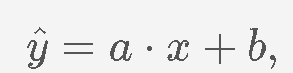 ŷ = a · x + b,